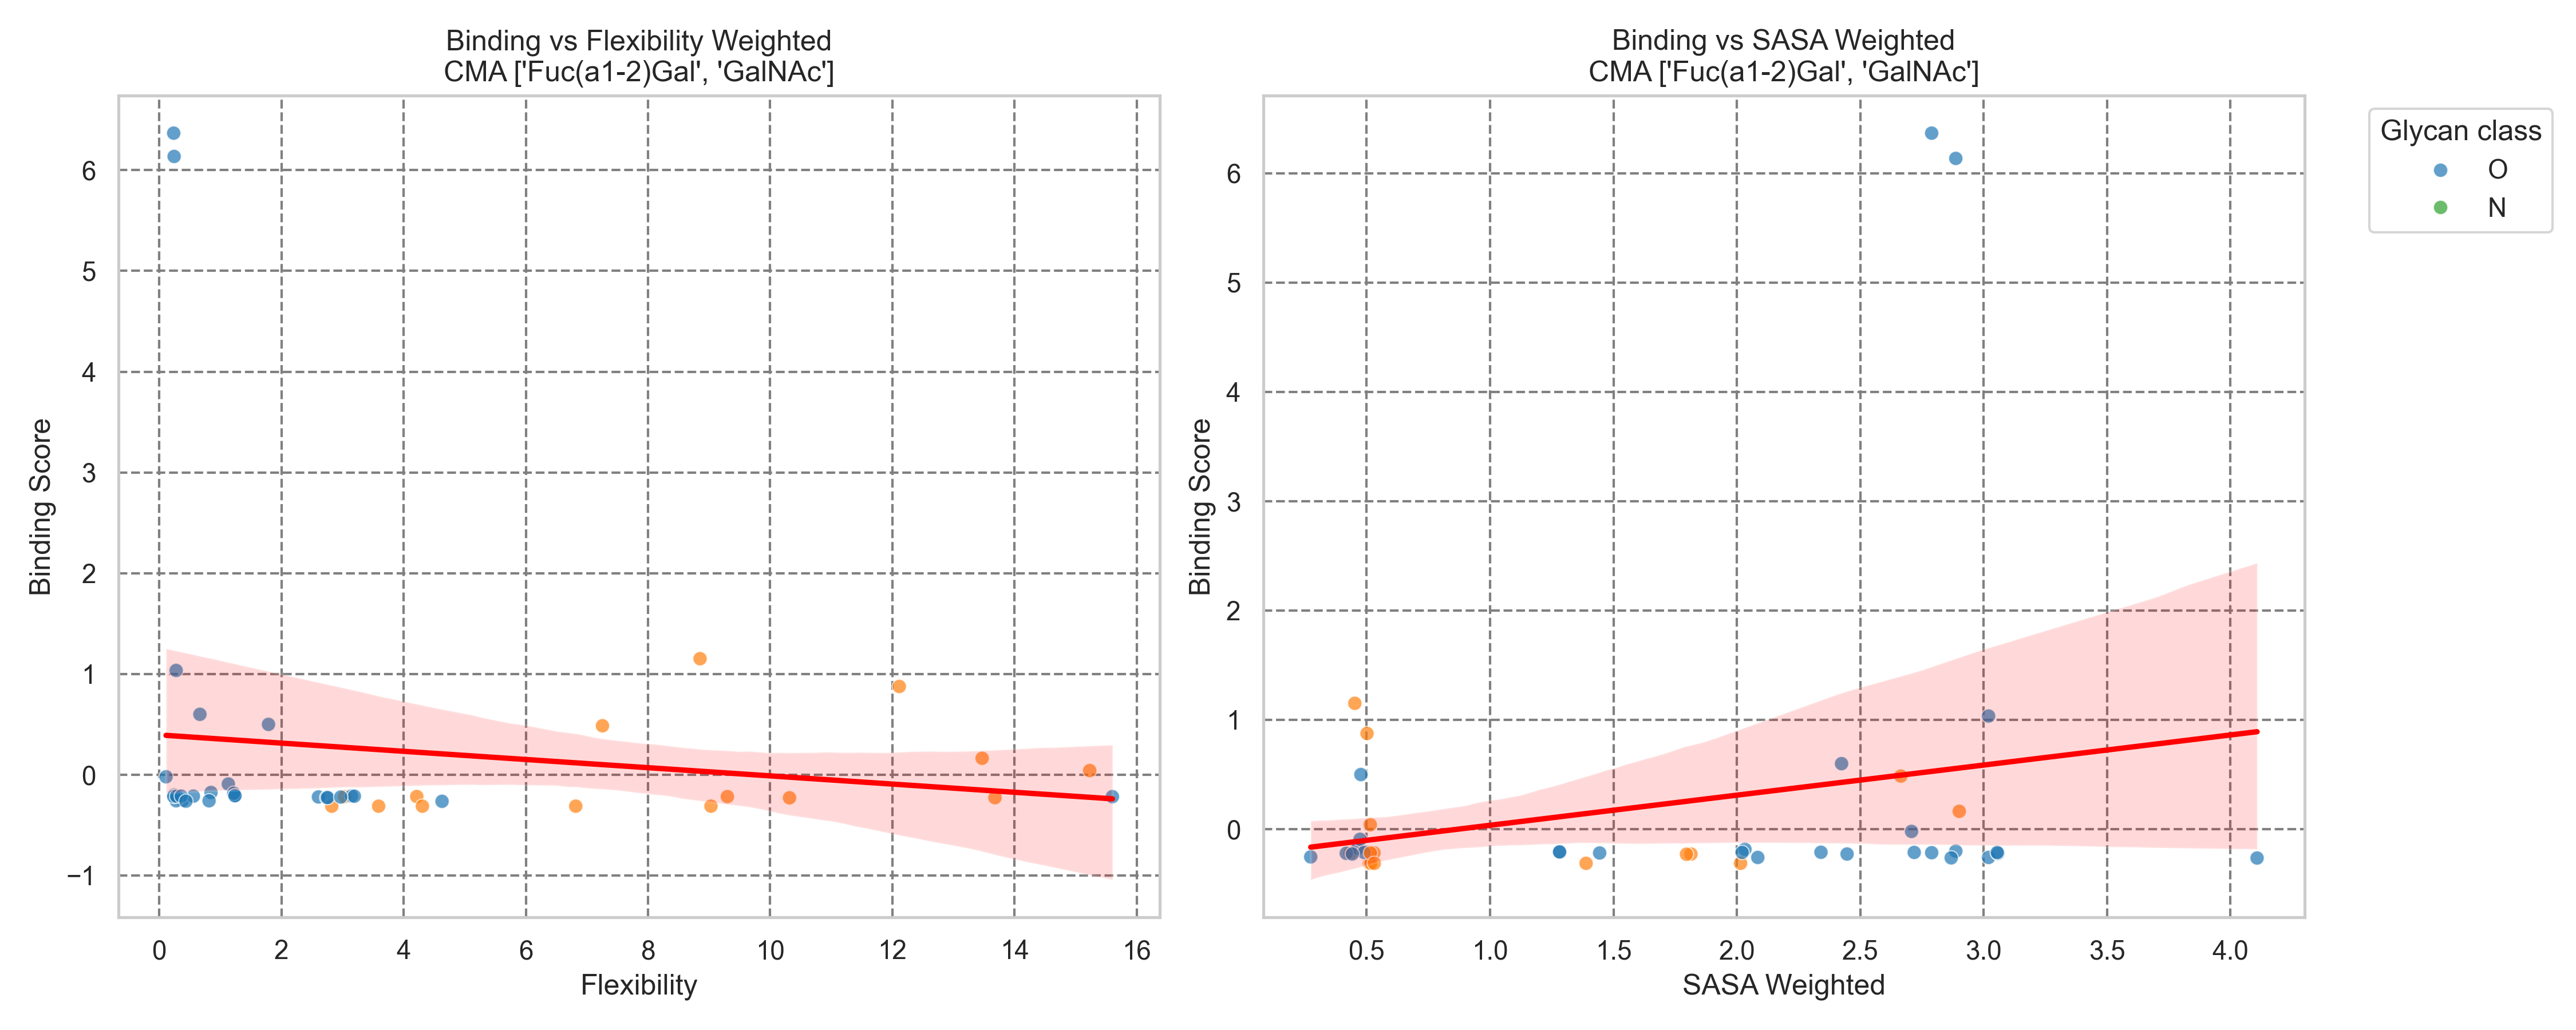 Binding vs Flexibility Weighted
CMA ['Fuc(a1-2)Gal', 'GalNAc']
Binding Score
6
5
4
3
2
1
0
−1
0 2 4 6 8 10 12 14 16
Flexibility
Binding vs SASA Weighted
CMA ['Fuc(a1-2)Gal', 'GalNAc']
Binding Score
6
5
4
3
2
1
0
0.5 1.0 1.5 2.0 2.5 3.0 3.5 4.0
SASA Weighted
Glycan class
O
N